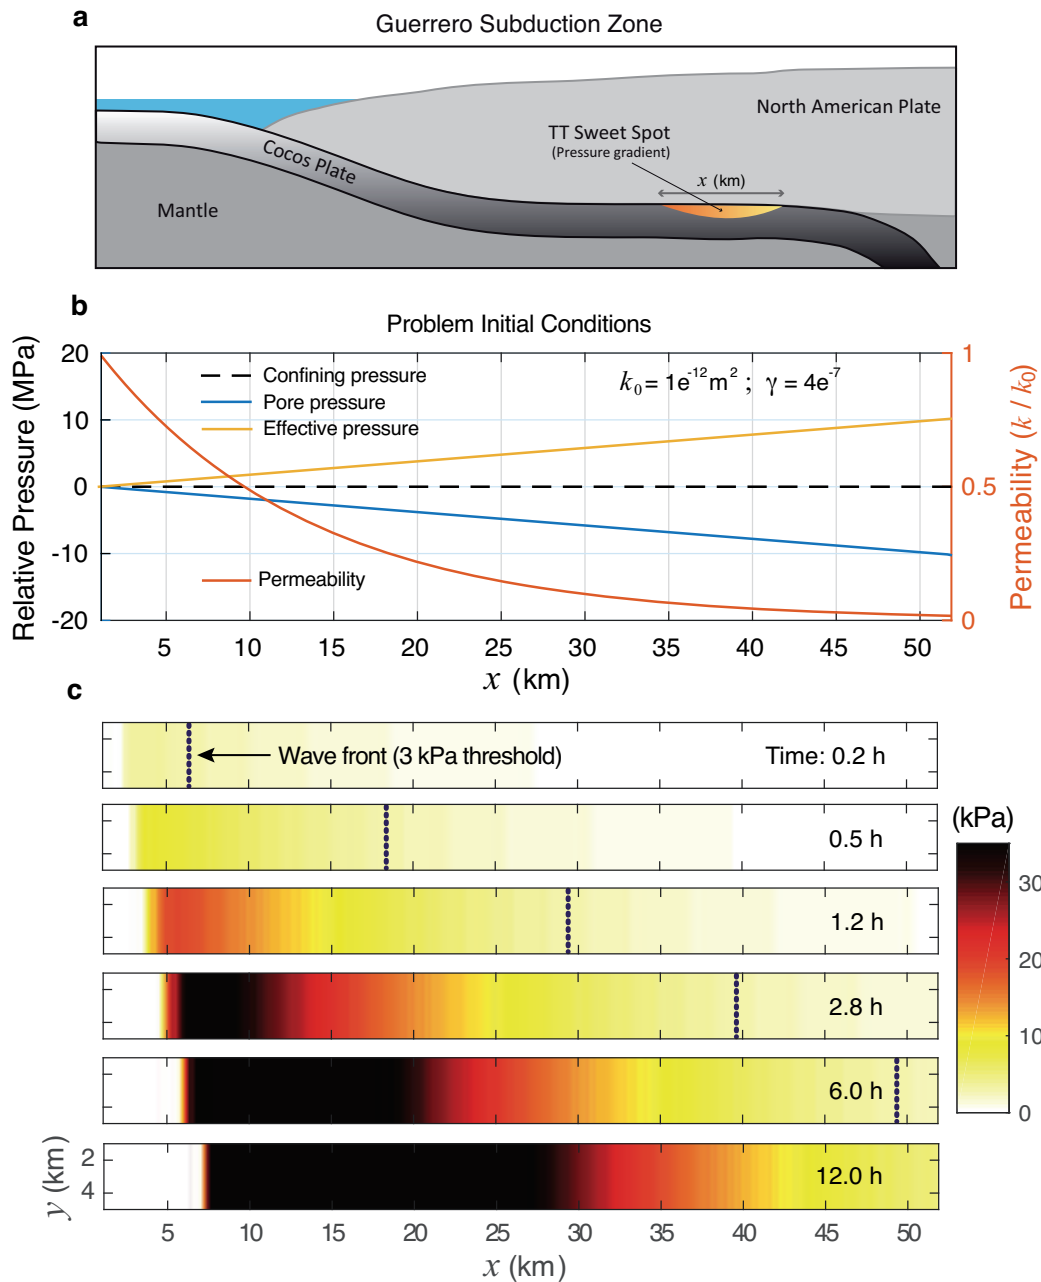 a
Guerrero Subduction Zone
North American Plate
TT Sweet Spot
(Pressure gradient)
x (km)
Cocos Plate
Mantle
b
Problem Initial Conditions
Relative Pressure (MPa)
20
10
0
-10
-20
Confining pressure
Pore pressure
Effective pressure
k0 = 1e-12m2 ; γ = 4e-7
Permeability
1
0.5
0
Permeability (k / k0)
5 10 15 20 25 30 35 40 45 50
x (km)
c
Wave front (3 kPa threshold)
Time: 0.2 h
0.5 h
1.2 h
2.8 h
6.0 h
12.0 h
(kPa)
30
20
10
0
y (km)
2
4
5 10 15 20 25 30 35 40 45 50
x (km)